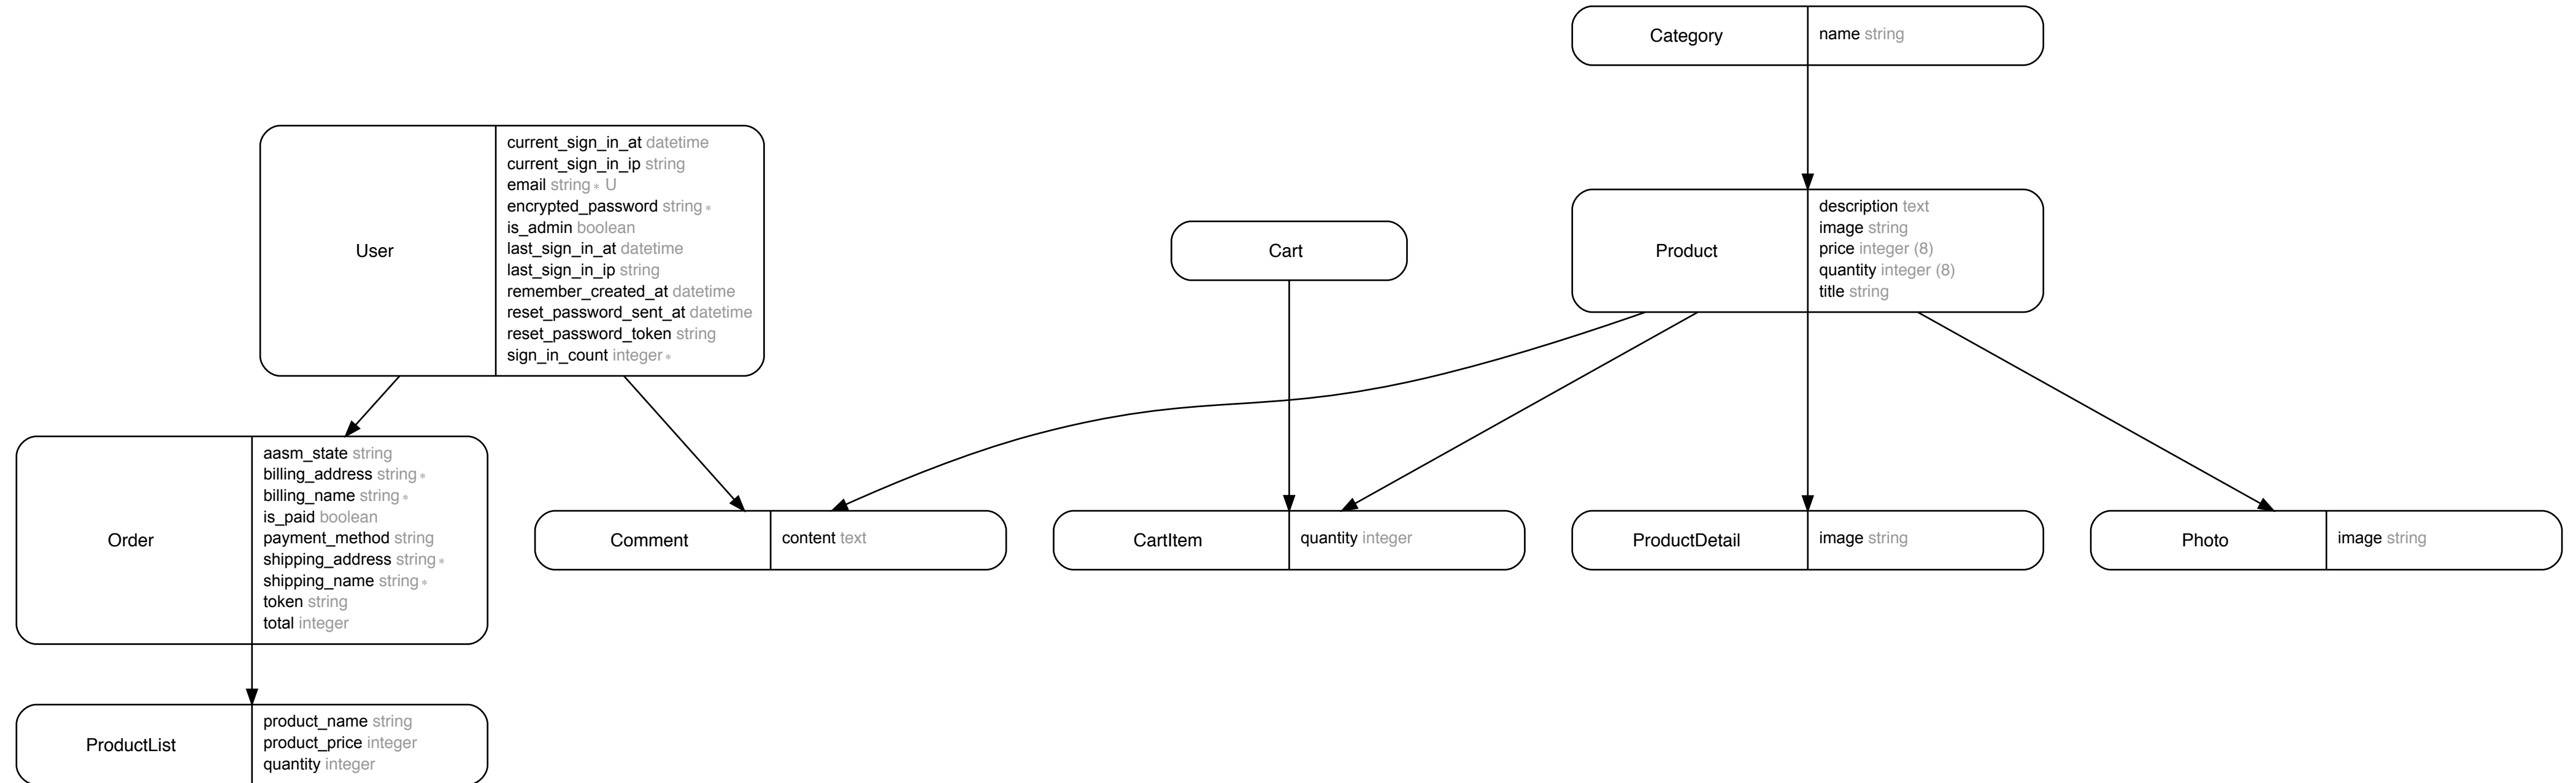 Category
name string
User
current_sign_in_at datetime
current_sign_in_ip string
email string * U
encrypted_password string *
is_admin boolean
last_sign_in_at datetime
last_sign_in_ip string
remember_created_at datetime
reset_password_sent_at datetime
reset_password_token string
sign_in_count integer *
Cart
Product
description text
image string
price integer (8)
quantity integer (8)
title string
Order
aasm_state string
billing_address string *
billing_name string *
is_paid boolean
payment_method string
shipping_address string *
shipping_name string *
token string
total integer
Comment
content text
CartItem
quantity integer
ProductDetail
image string
Photo
image string
ProductList
product_name string
product_price integer
quantity integer